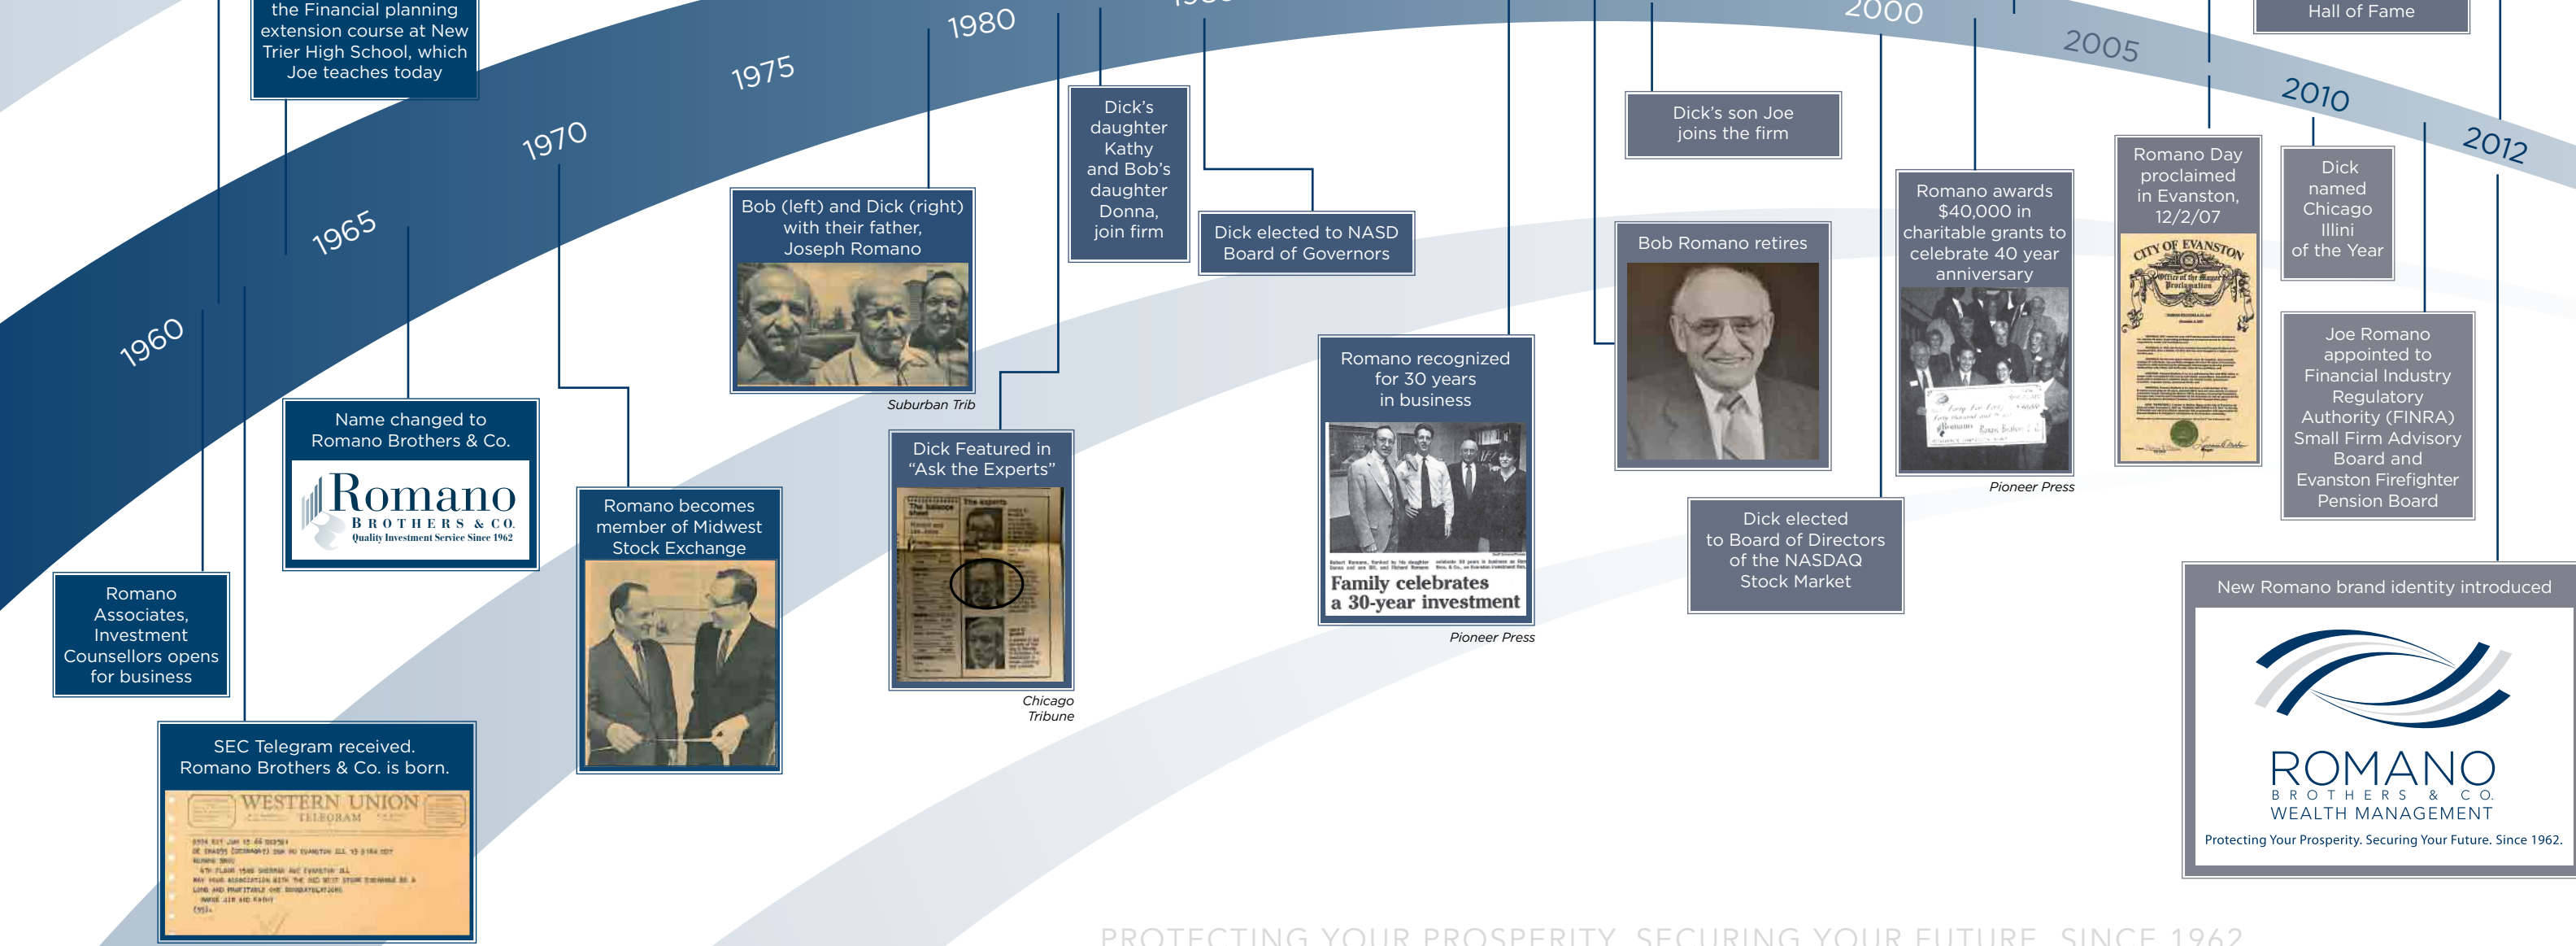 the Financial planning
extension course at New
Trier High School, which
Joe teaches today
1960
1965
1970
1975
1980
2000
2005
2010
2012
Hall of Fame
Romano
Associates,
Investment
Counsellors opens
for business
SEC Telegram received.
Romano Brothers & Co. is born.
WESTERN UNION
TELEGRAM
Name changed to
Romano Brothers & Co.
Romano
BROTHERS & CO.
Quality Investment Service Since 1962
Romano becomes
member of Midwest
Stock Exchange
Bob (left) and Dick (right)
with their father,
Joseph Romano
Suburban Trib
Dick Featured in
“Ask the Experts”
The experts
Chicago
Tribune
Dick's
daughter
Kathy
and Bob's
daughter
Donna,
join firm
Dick elected to NASD
Board of Governors
Romano recognized
for 30 years
in business
Family celebrates
a 30-year investment
Pioneer Press
Dick's son Joe
joins the firm
Bob Romano retires
Dick elected
to Board of Directors
of the NASDAQ
Stock Market
Romano awards
$40,000 in
charitable grants to
celebrate 40 year
anniversary
Pioneer Press
Romano Day
proclaimed
in Evanston,
12/2/07
CITY OF EVANSTON
Office of the Mayor
Proclamation
Dick
named
Chicago
Illini
of the Year
Joe Romano
appointed to
Financial Industry
Regulatory
Authority (FINRA)
Small Firm Advisory
Board and
Evanston Firefighter
Pension Board
New Romano brand identity introduced
ROMANO
BROTHERS & CO.
WEALTH MANAGEMENT
Protecting Your Prosperity. Securing Your Future. Since 1962.
PROTECTING YOUR PROSPERITY. SECURING YOUR FUTURE. SINCE 1962